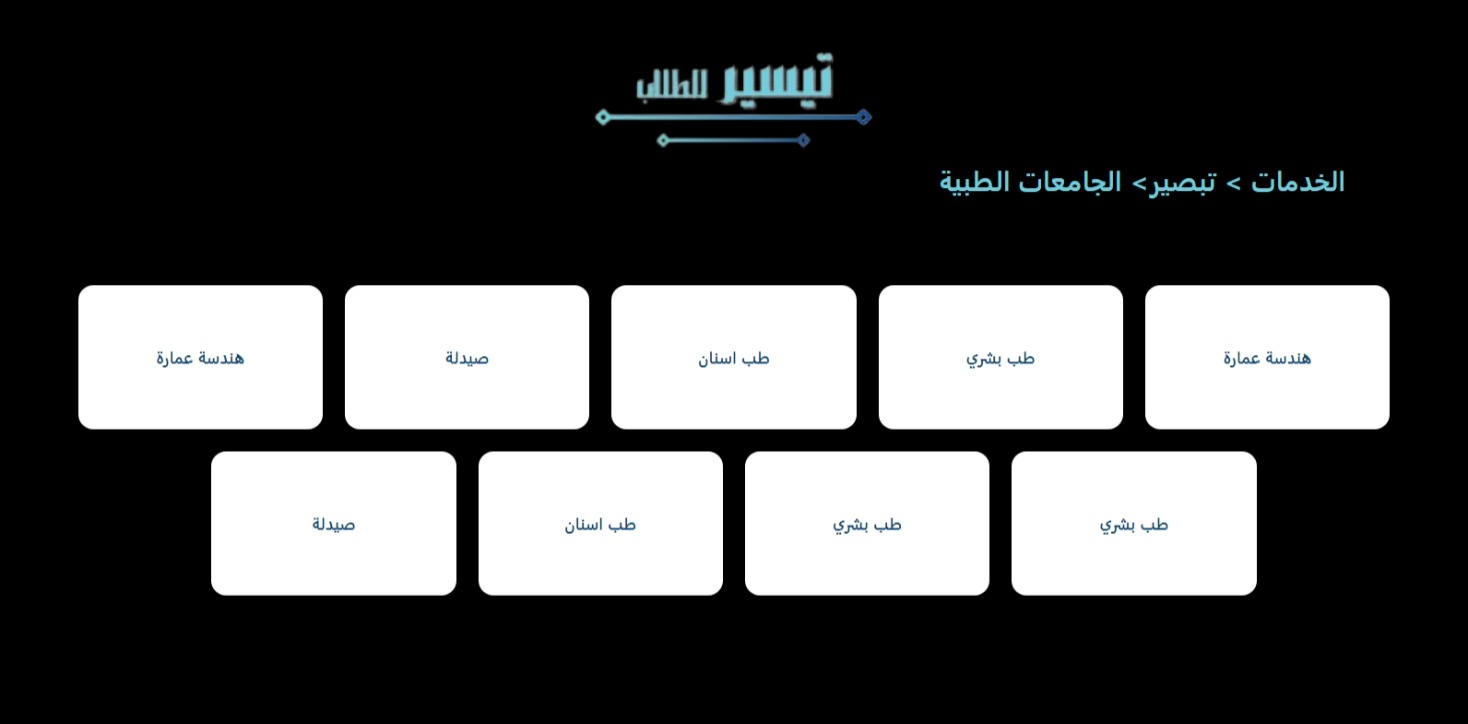 تيسير للطلاب
الخدمات > تبصير> الجامعات الطبية
هندسة عمارة
طب بشري
طب اسنان
صيدلة
هندسة عمارة
طب بشري
طب بشري
طب اسنان
صيدلة